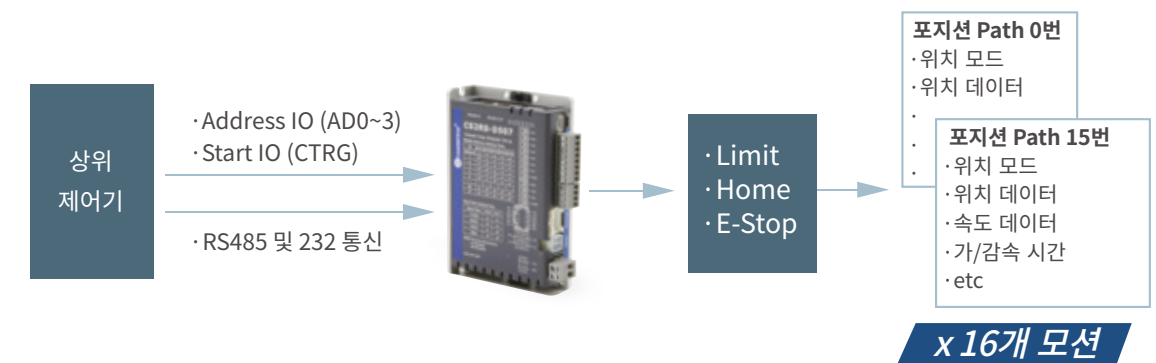 상위
제어기
·Address IO (AD0~3)
·Start IO (CTRG)
·RS485 및 232 통신
·Limit
·Home
·E-Stop
포지션 Path 0번
·위치 모드
·위치 데이터
·
·
·
포지션 Path 15번
·위치 모드
·위치 데이터
·속도 데이터
·가/감속 시간
·etc
x 16개 모션